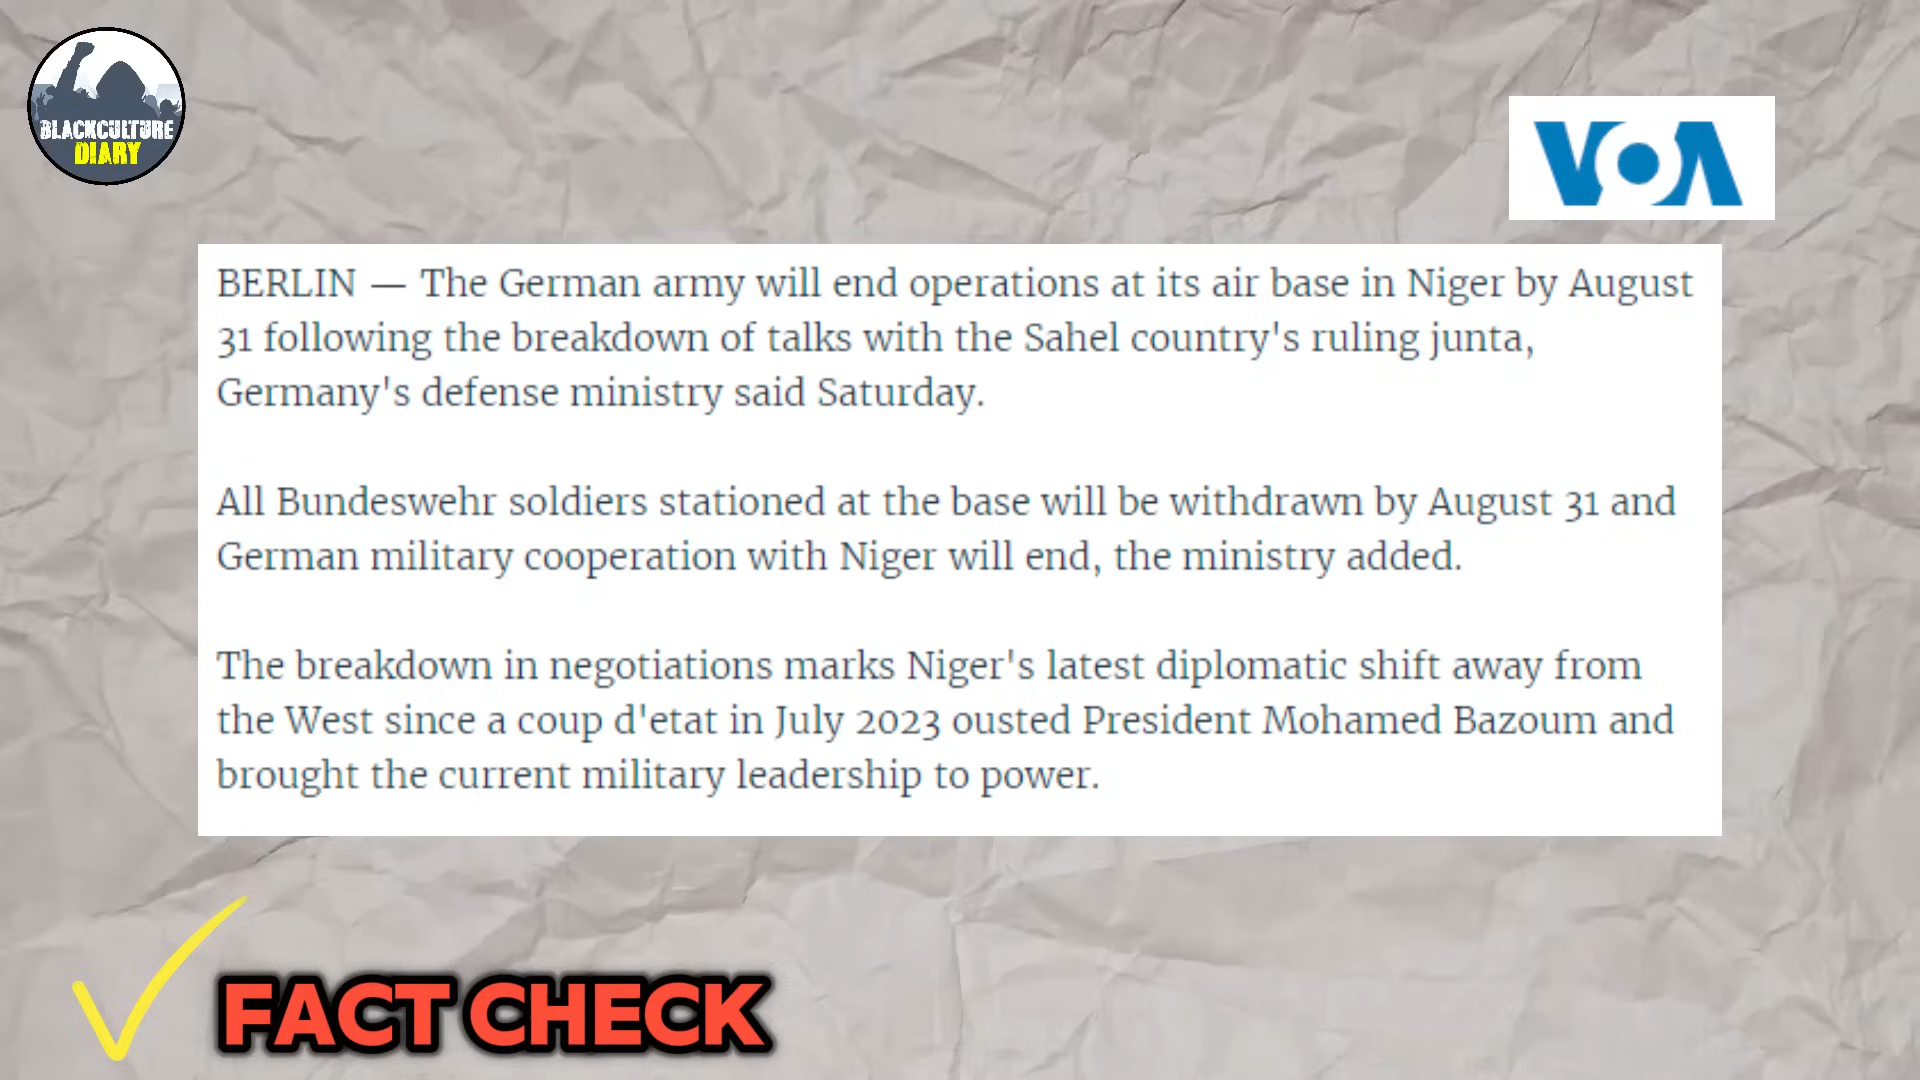 BLACKCULTURE
DIARY
VOA
BERLIN — The German army will end operations at its air base in Niger by August
31 following the breakdown of talks with the Sahel country's ruling junta,
Germany's defense ministry said Saturday.
All Bundeswehr soldiers stationed at the base will be withdrawn by August 31 and
German military cooperation with Niger will end, the ministry added.
The breakdown in negotiations marks Niger's latest diplomatic shift away from
the West since a coup d'etat in July 2023 ousted President Mohamed Bazoum and
brought the current military leadership to power.
FACT CHECK